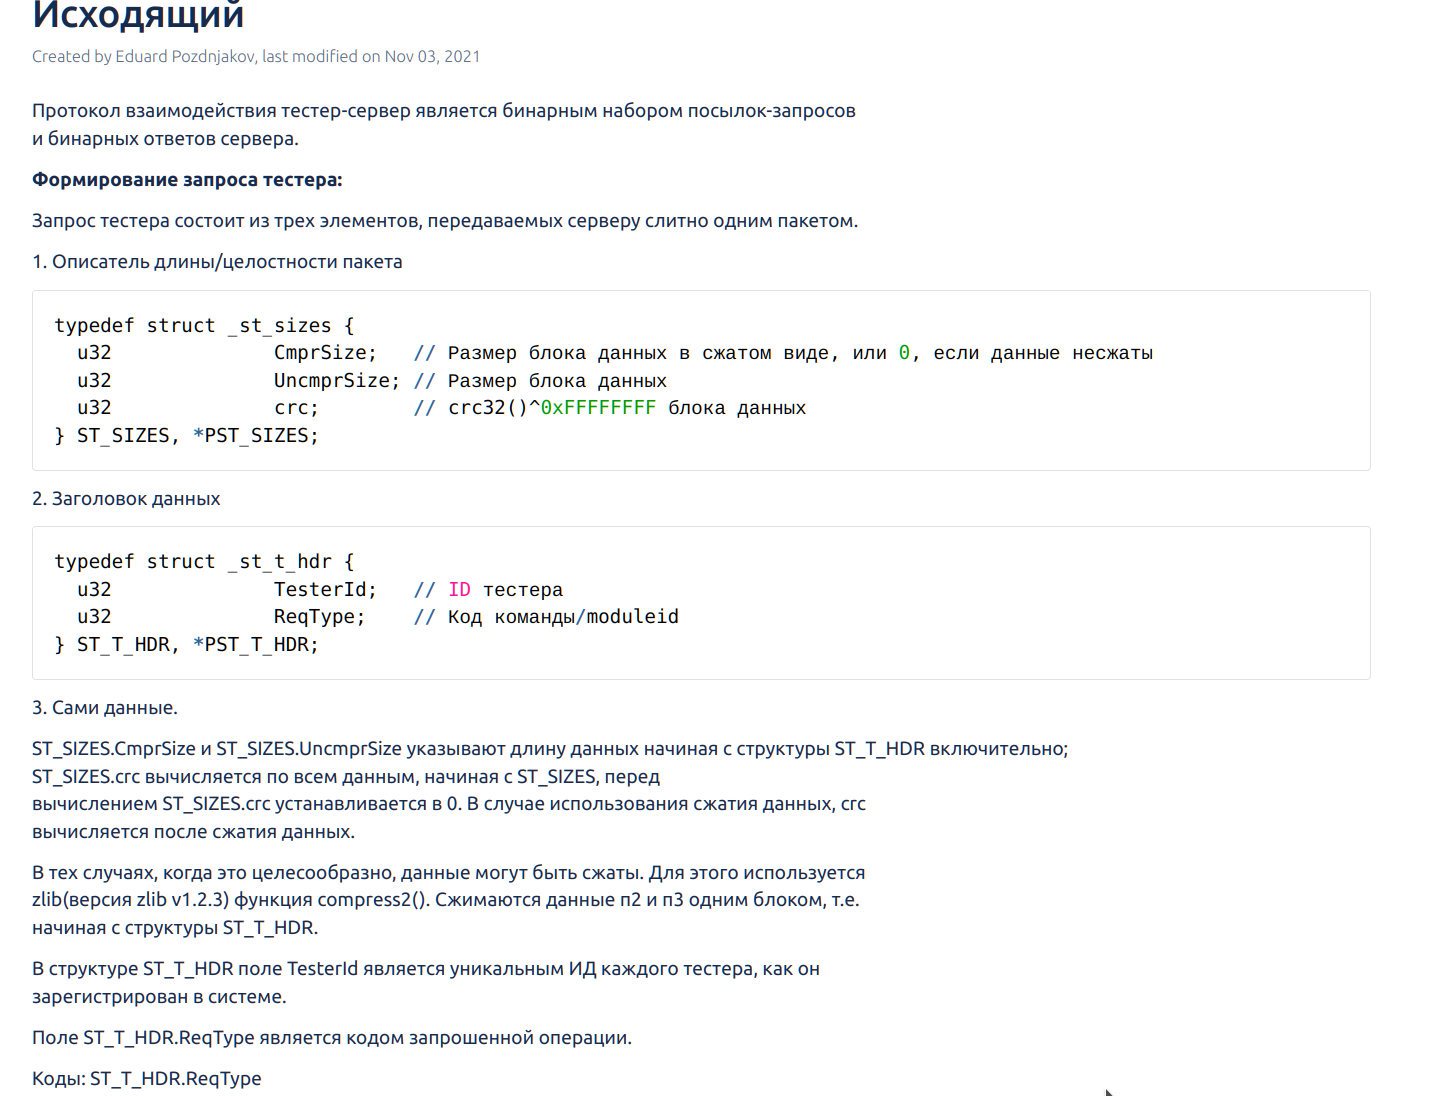 Исходящий
Created by Eduard Pozdnjakov, last modified on Nov 03, 2021
Протокол взаимодействия тестер-сервер является бинарным набором посылок-запросов
и бинарных ответов сервера.
Формирование запроса тестера:
Запрос тестера состоит из трех элементов, передаваемых серверу слитно одним пакетом.
1. Описатель длины/целостности пакета
typedef struct _st_sizes {
  u32              CmprSize;   // Размер блока данных в сжатом виде, или 0, если данные несжаты
  u32              UncmprSize; // Размер блока данных
  u32              crc;        // crc32()^0xFFFFFFFF блока данных
} ST_SIZES, *PST_SIZES;
2. Заголовок данных
typedef struct _st_t_hdr {
  u32              TesterId;   // ID тестера
  u32              ReqType;    // Код команды/moduleid
} ST_T_HDR, *PST_T_HDR;
3. Сами данные.
ST_SIZES.CmprSize и ST_SIZES.UncmprSize указывают длину данных начиная с структуры ST_T_HDR включительно;
ST_SIZES.crc вычисляется по всем данным, начиная с ST_SIZES, перед
вычислением ST_SIZES.crc устанавливается в 0. В случае использования сжатия данных, crc
вычисляется после сжатия данных.
В тех случаях, когда это целесообразно, данные могут быть сжаты. Для этого используется
zlib(версия zlib v1.2.3) функция compress2(). Сжимаются данные п2 и п3 одним блоком, т.е.
начиная с структуры ST_T_HDR.
В структуре ST_T_HDR поле TesterId является уникальным ИД каждого тестера, как он
зарегистрирован в системе.
Поле ST_T_HDR.ReqType является кодом запрошенной операции.
Коды: ST_T_HDR.ReqType